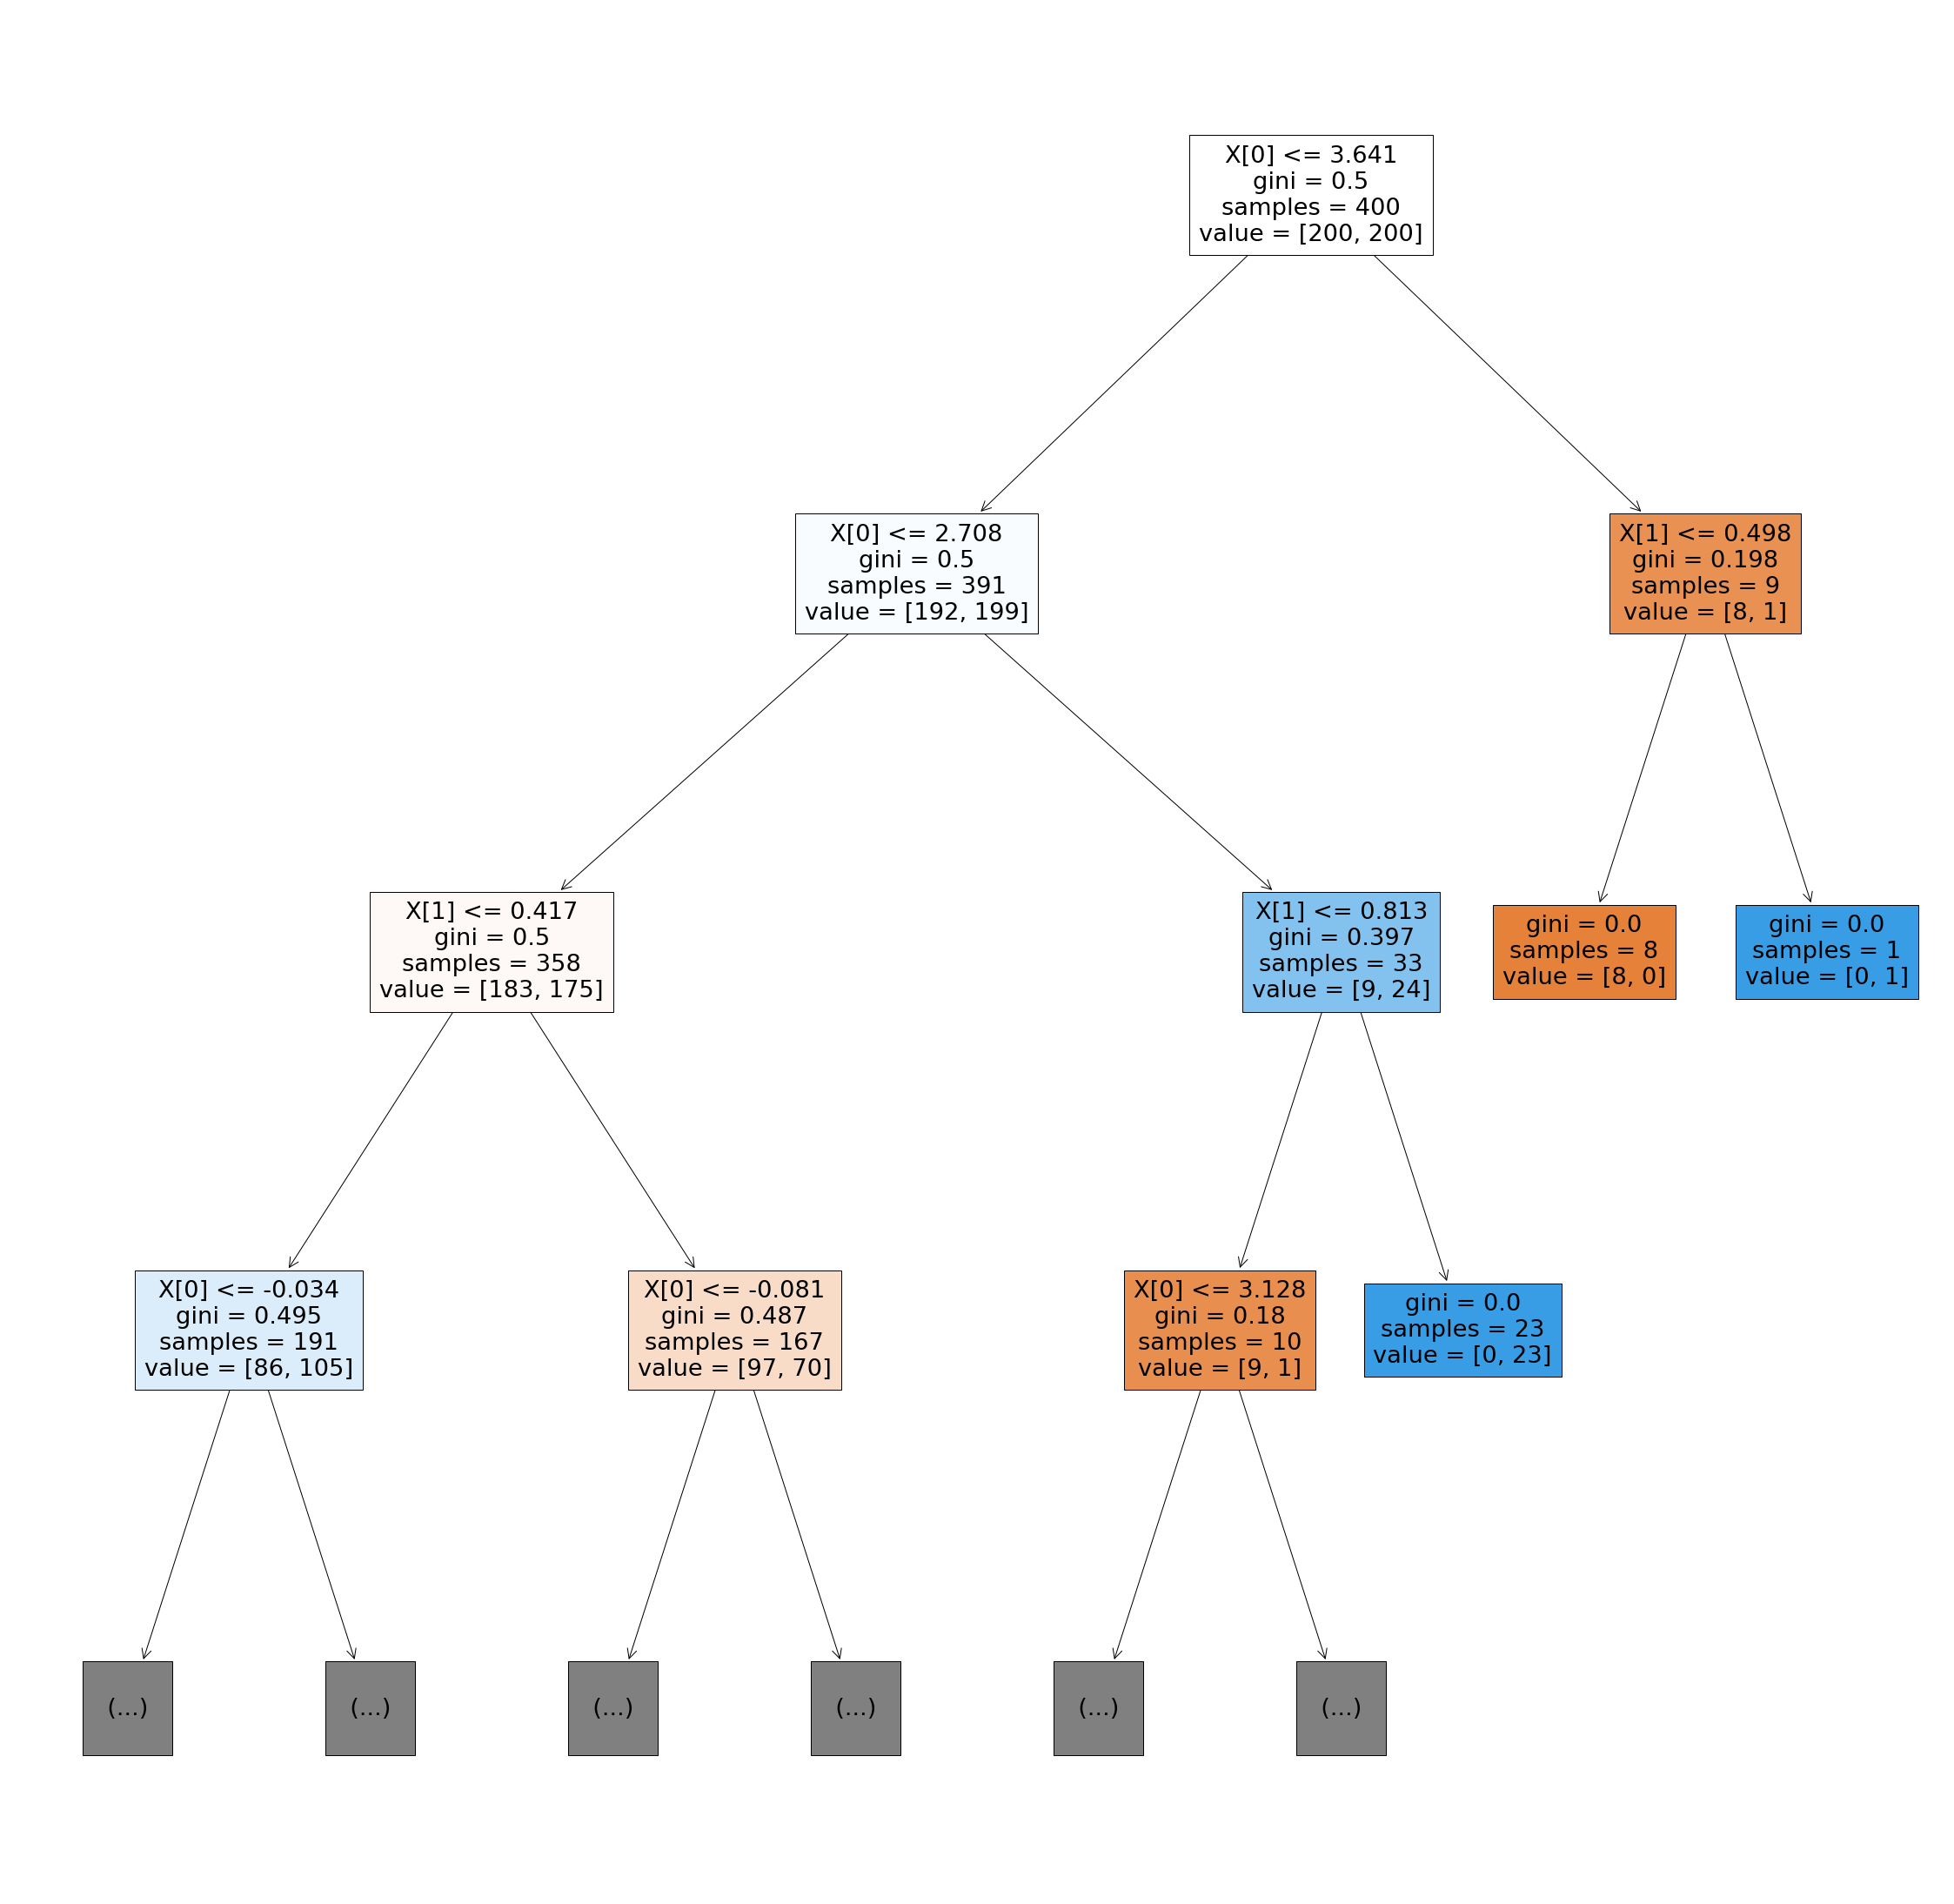 X[0] <= 3.641
gini = 0.5
samples = 400
value = [200, 200]
X[0] <= 2.708
gini = 0.5
samples = 391
value = [192, 199]
X[1] <= 0.498
gini = 0.198
samples = 9
value = [8, 1]
X[1] <= 0.417
gini = 0.5
samples = 358
value = [183, 175]
X[1] <= 0.813
gini = 0.397
samples = 33
value = [9, 24]
gini = 0.0
samples = 8
value = [8, 0]
gini = 0.0
samples = 1
value = [0, 1]
X[0] <= -0.034
gini = 0.495
samples = 191
value = [86, 105]
X[0] <= -0.081
gini = 0.487
samples = 167
value = [97, 70]
X[0] <= 3.128
gini = 0.18
samples = 10
value = [9, 1]
gini = 0.0
samples = 23
value = [0, 23]
(...)
(...)
(...)
(...)
(...)
(...)